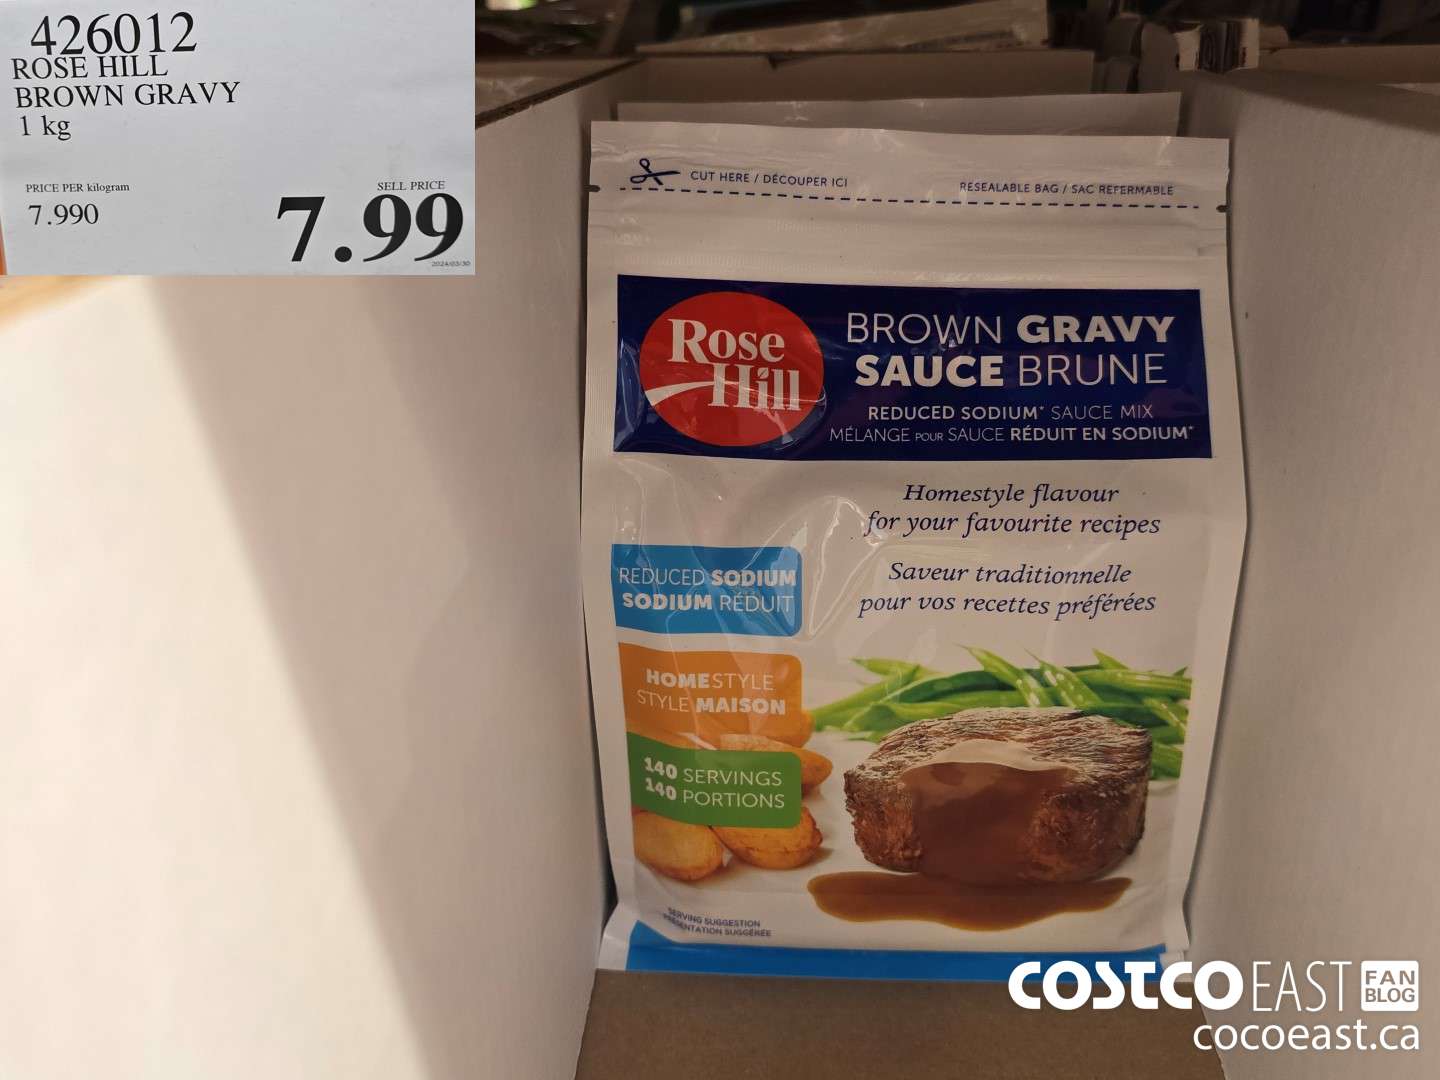 426012
ROSE HILL
BROWN GRAVY
1 kg
PRICE PER kilogram
7.990
SELL PRICE
7.99
2024/03/30
CUT HERE / DÉCOUPER ICI
RESEALABLE BAG / SAC REFERMABLE
Rose
Hill
BROWN GRAVY
SAUCE BRUNE
REDUCED SODIUM* SAUCE MIX
MÉLANGE POUR SAUCE RÉDUIT EN SODIUM*
Homestyle flavour
for your favourite recipes
Saveur traditionnelle
pour vos recettes préférées
REDUCED SODIUM
SODIUM RÉDUIT
HOMESTYLE
STYLE MAISON
140 SERVINGS
140 PORTIONS
SERVING SUGGESTION
PRÉSENTATION SUGGÉRÉE
COSTCO EAST FAN BLOG
cocoeast.ca